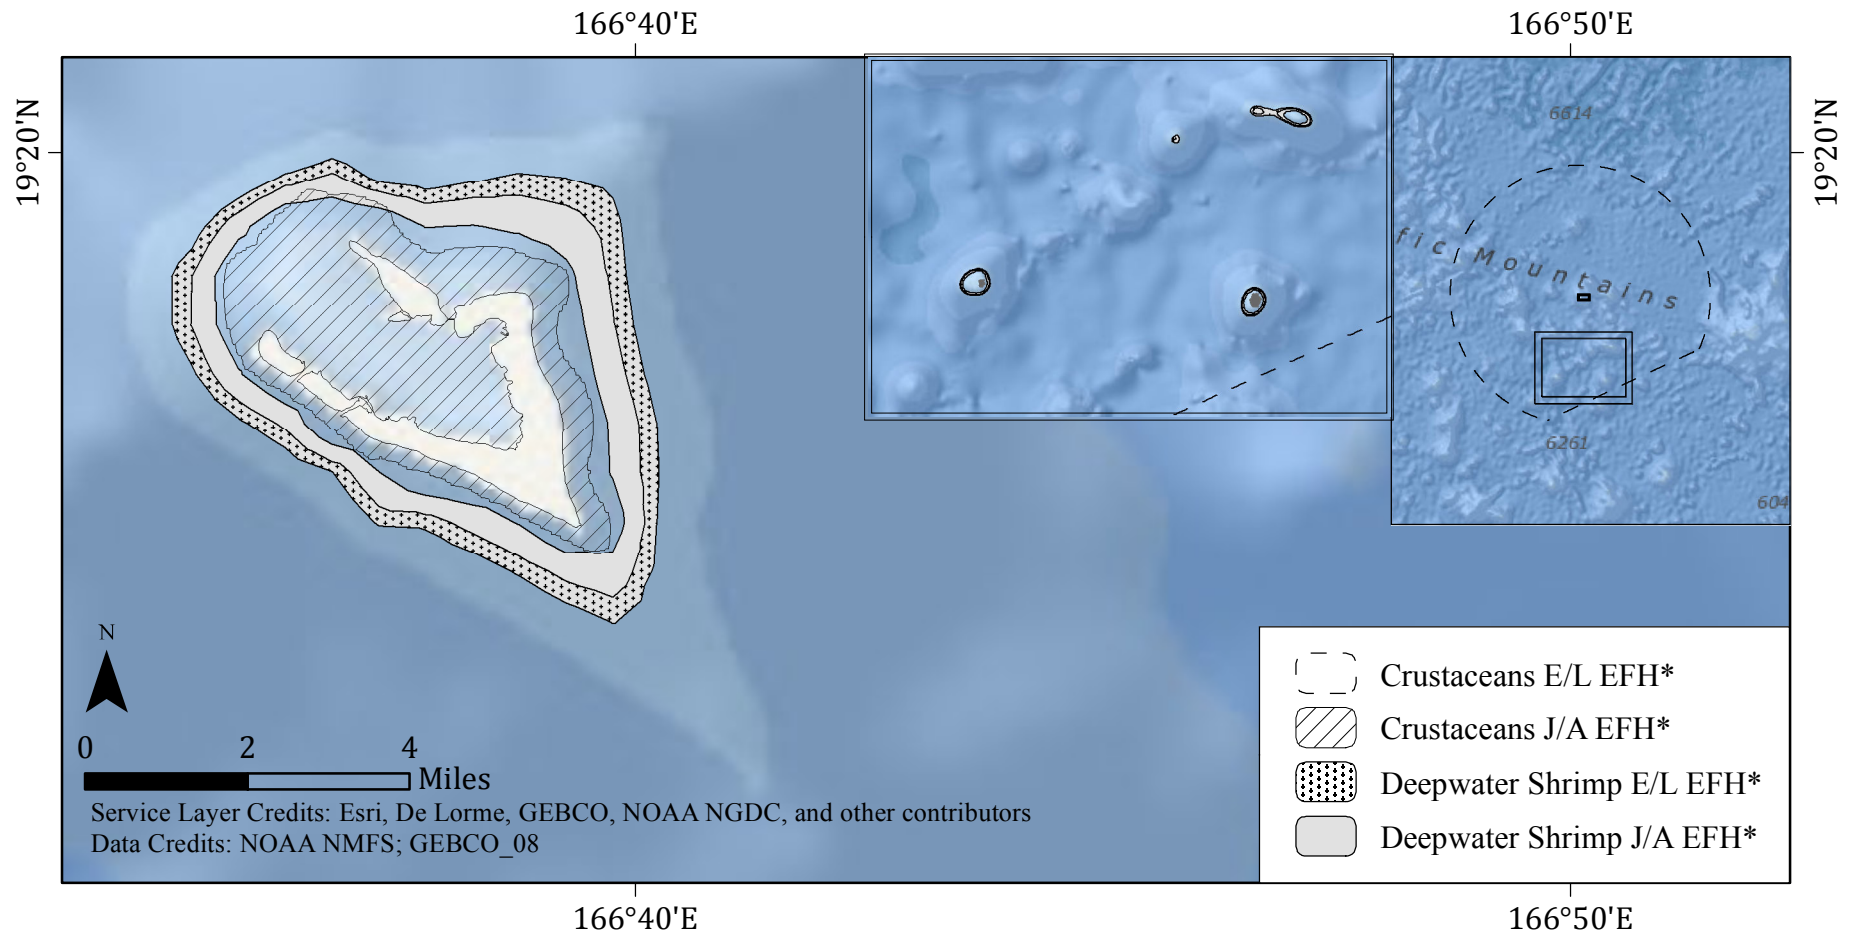 166°40'E
166°50'E
19°20'N
19°20'N
6614
fic Mountains
6261
604
N
0 2 4
Miles
Service Layer Credits: Esri, De Lorme, GEBCO, NOAA NGDC, and other contributors
Data Credits: NOAA NMFS; GEBCO_08
Crustaceans E/L EFH*
Crustaceans J/A EFH*
Deepwater Shrimp E/L EFH*
Deepwater Shrimp J/A EFH*
166°40'E
166°50'E